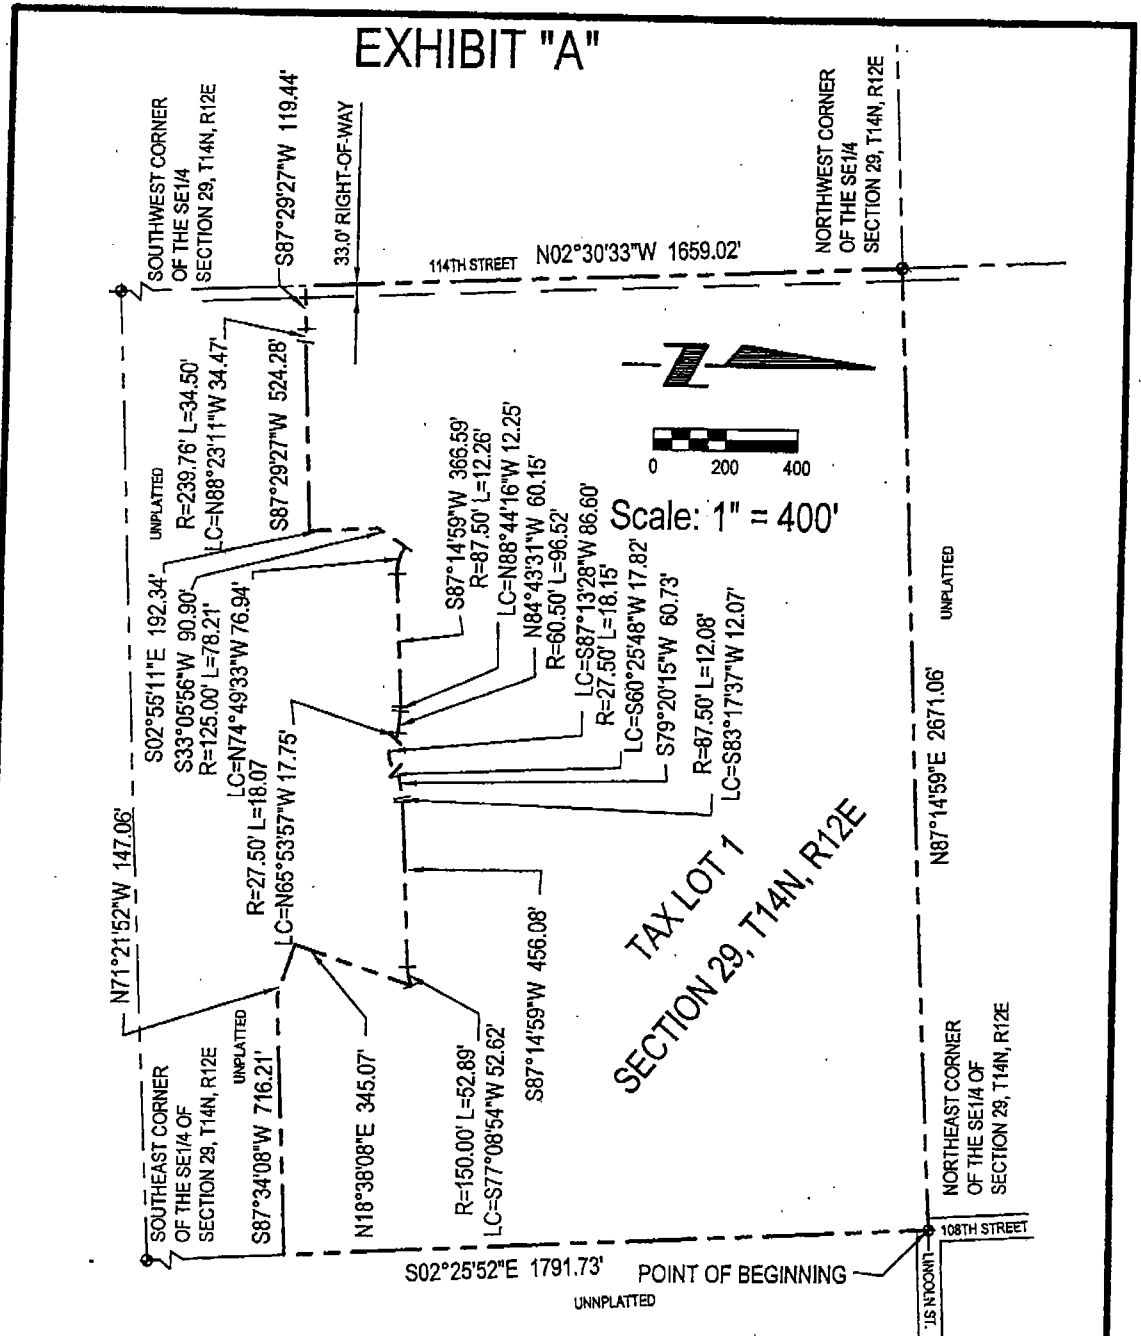 EXHIBIT "A"
SOUTHWEST CORNER
OF THE SE1/4
SECTION 29, T14N, R12E
S87°29'27"W 119.44'
33.0' RIGHT-OF-WAY
114TH STREET
N02°30'33"W 1659.02'
NORTHWEST CORNER
OF THE SE1/4
SECTION 29, T14N, R12E
UNPLATTED
R=239.76' L=34.50'
LC=N88°23'11"W 34.47'
S87°29'27"W 524.28'
0 200 400
Scale: 1" = 400'
S02°55'11"E 192.34'
S33°05'56"W 90.90'
R=125.00' L=78.21'
LC=N74°49'33"W 76.94'
R=27.50' L=18.07
LC=N65°53'57"W 17.75'
S87°14'59"W 366.59'
R=87.50' L=12.26'
LC=N88°44'16"W 12.25'
N84°43'31"W 60.15'
R=60.50' L=96.52'
LC=S87°13'28"W 86.60'
R=27.50' L=18.15'
LC=S60°25'48"W 17.82'
S79°20'15"W 60.73'
R=87.50' L=12.08'
LC=S83°17'37"W 12.07'
UNPLATTED
N87°14'59"E 2671.06'
N71°21'52"W 147.06'
TAX LOT 1
SECTION 29, T14N, R12E
SOUTHEAST CORNER
OF THE SE1/4 OF
SECTION 29, T14N, R12E
UNPLATTED
S87°34'08"W 716.21'
N18°38'08"E 345.07'
R=150.00' L=52.89'
LC=S77°08'54"W 52.62'
S87°14'59"W 456.08'
NORTHEAST CORNER
OF THE SE1/4 OF
SECTION 29, T14N, R12E
108TH STREET
LINCOLN ST.
S02°25'52"E 1791.73'
POINT OF BEGINNING
UNNPLATTED